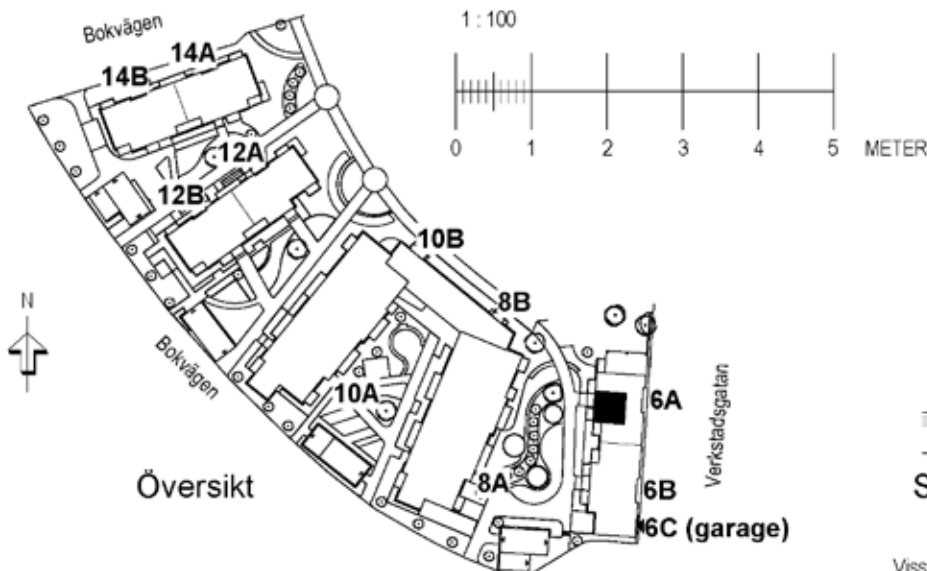 Bokvägen
1 : 100
14A
14B
0 1 2 3 4 5 METER
12A
12B
10B
N
8B
Bokvägen
10A
6A
Verkstadsgatan
Översikt
8A
6B
S
6C (garage)
Viss